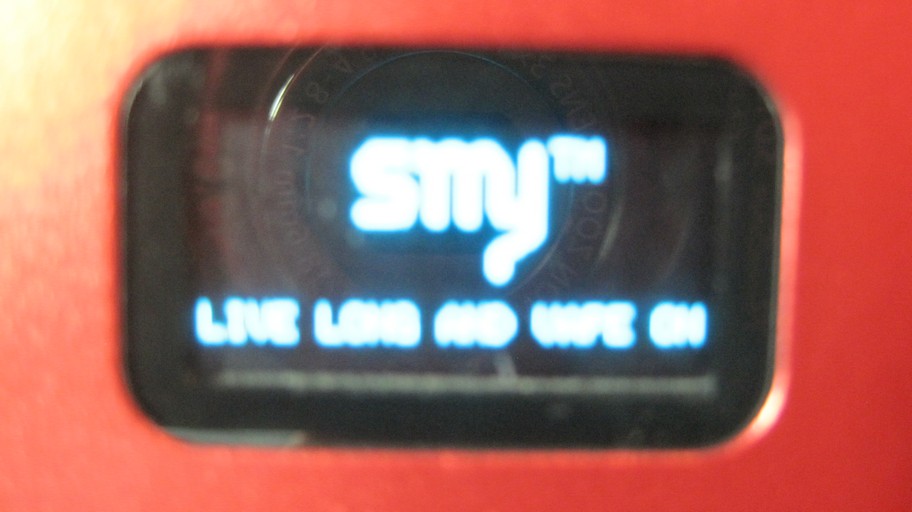 smy™
LIVE LONG AND VAPE ON